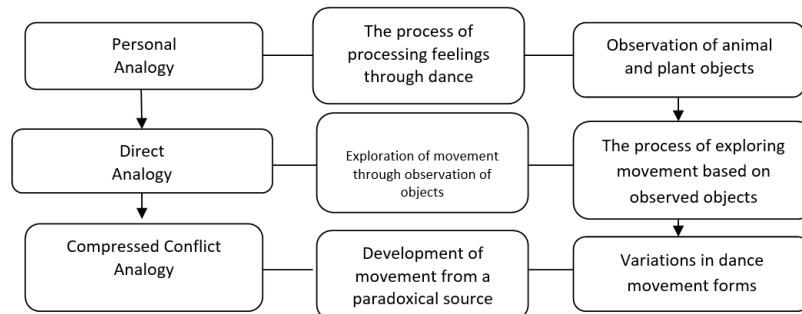 Personal
Analogy
The process of
processing feelings
through dance
Observation of animal
and plant objects
Direct
Analogy
Exploration of movement
through observation of
objects
The process of exploring
movement based on
observed objects
Compressed Conflict
Analogy
Development of
movement from a
paradoxical source
Variations in dance
movement forms